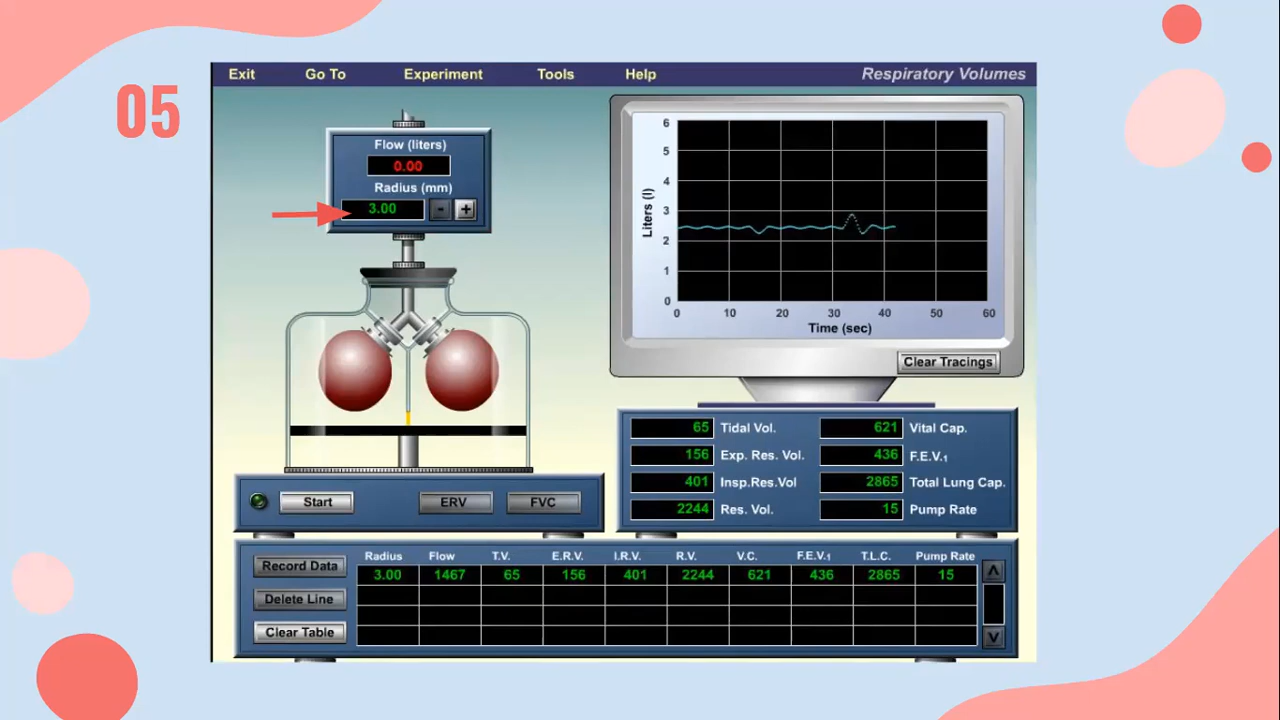 05
Exit Go To Experiment Tools Help Respiratory Volumes
Flow (liters)
0.00
Radius (mm)
3.00 - +
6
5
4
3
2
1
0
Liters (l)
0 10 20 30 40 50 60
Time (sec)
Clear Tracings
65 Tidal Vol. 621 Vital Cap.
156 Exp. Res. Vol. 436 F.E.V.1
401 Insp.Res.Vol 2865 Total Lung Cap.
2244 Res. Vol. 15 Pump Rate
Start ERV FVC
Record Data
Delete Line
Clear Table
Radius Flow T.V. E.R.V. I.R.V. R.V. V.C. F.E.V.1 T.L.C. Pump Rate
3.00 1467 65 156 401 2244 621 436 2865 15